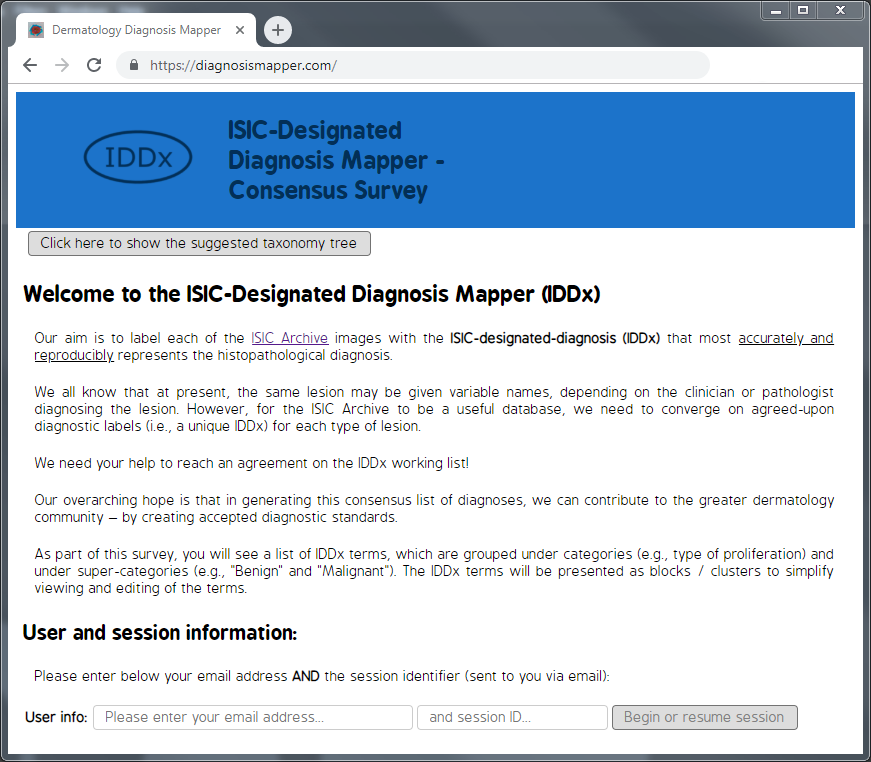 Dermatology Diagnosis Mapper
https://diagnosismapper.com/
IDDx
ISIC-Designated
Diagnosis Mapper -
Consensus Survey
Click here to show the suggested taxonomy tree
Welcome to the ISIC-Designated Diagnosis Mapper (IDDx)
Our aim is to label each of the ISIC Archive images with the ISIC-designated-diagnosis (IDDx) that most accurately and
reproducibly represents the histopathological diagnosis.
We all know that at present, the same lesion may be given variable names, depending on the clinician or pathologist
diagnosing the lesion. However, for the ISIC Archive to be a useful database, we need to converge on agreed-upon
diagnostic labels (i.e., a unique IDDx) for each type of lesion.
We need your help to reach an agreement on the IDDx working list!
Our overarching hope is that in generating this consensus list of diagnoses, we can contribute to the greater dermatology
community – by creating accepted diagnostic standards.
As part of this survey, you will see a list of IDDx terms, which are grouped under categories (e.g., type of proliferation) and
under super-categories (e.g., "Benign" and "Malignant"). The IDDx terms will be presented as blocks / clusters to simplify
viewing and editing of the terms.
User and session information:
Please enter below your email address AND the session identifier (sent to you via email):
User info: Please enter your email address... and session ID... Begin or resume session